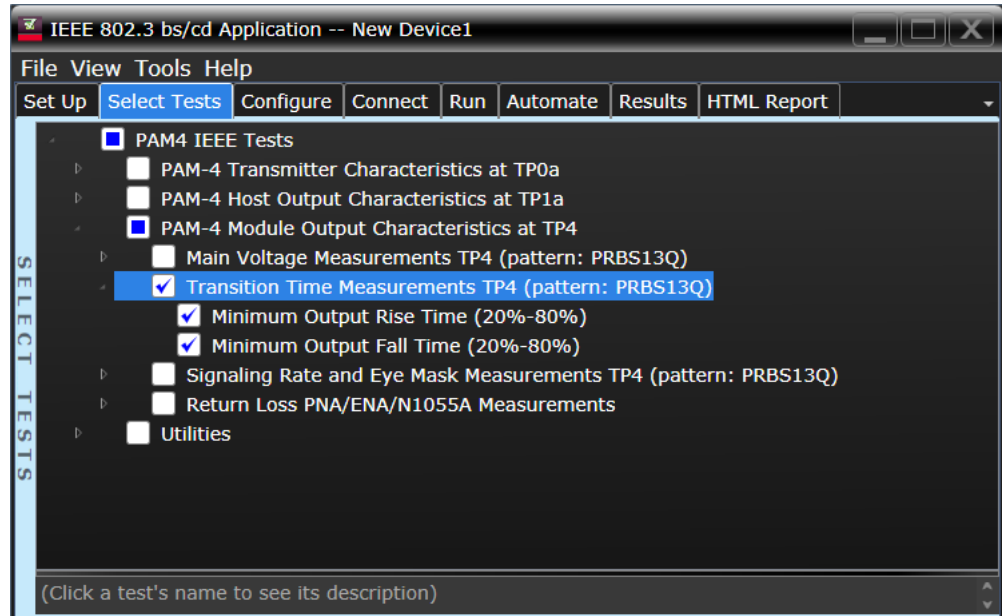 IEEE 802.3 bs/cd Application -- New Device1
File View Tools Help
Set Up Select Tests Configure Connect Run Automate Results HTML Report
SELECT TESTS
PAM4 IEEE Tests
PAM-4 Transmitter Characteristics at TP0a
PAM-4 Host Output Characteristics at TP1a
PAM-4 Module Output Characteristics at TP4
Main Voltage Measurements TP4 (pattern: PRBS13Q)
Transition Time Measurements TP4 (pattern: PRBS13Q)
Minimum Output Rise Time (20%-80%)
Minimum Output Fall Time (20%-80%)
Signaling Rate and Eye Mask Measurements TP4 (pattern: PRBS13Q)
Return Loss PNA/ENA/N1055A Measurements
Utilities
(Click a test's name to see its description)